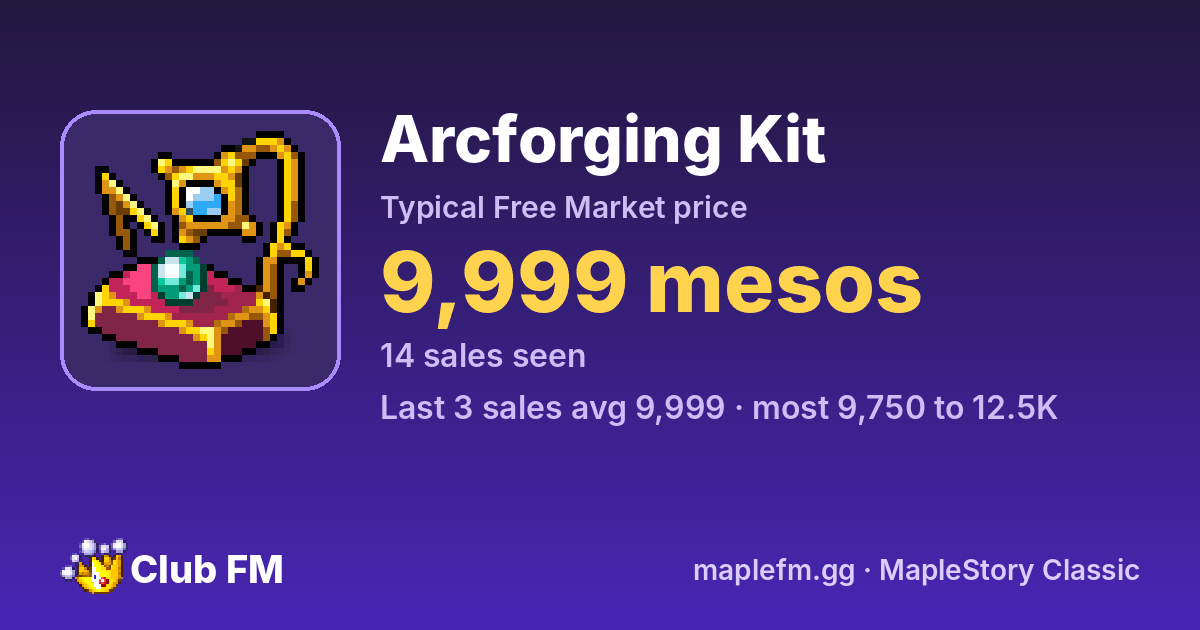 Arcforging Kit
Typical Free Market price
9,999 mesos
14 sales seen
Last 3 sales avg 9,999 · most 9,750 to 12.5K
Club FM
maplefm.gg · MapleStory Classic